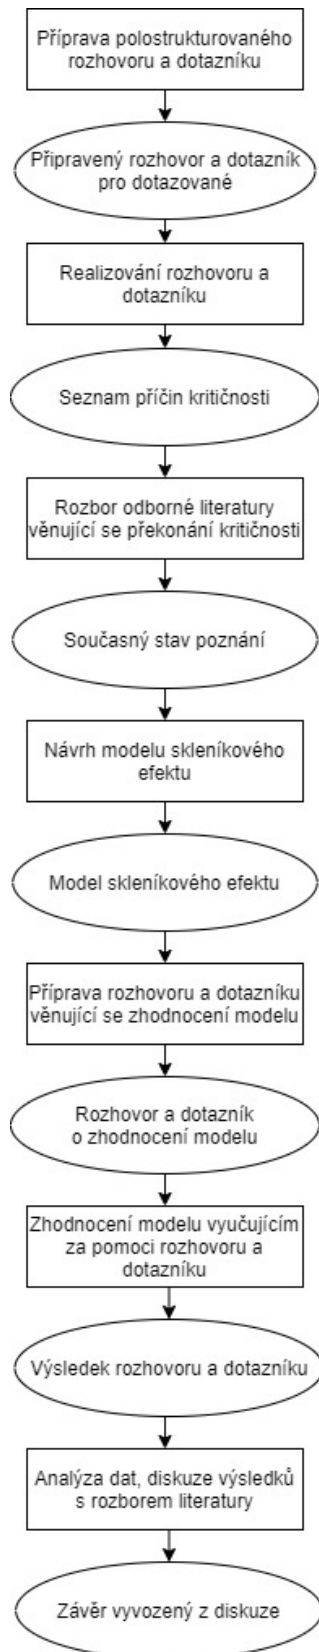 Příprava polostrukturovaného
rozhovoru a dotazníku
Připravený rozhovor a dotazník
pro dotazované
Realizování rozhovoru a
dotazníku
Seznam příčin kritičnosti
Rozbor odborné literatury
věnující se překonání kritičnosti
Současný stav poznání
Návrh modelu skleníkového
efektu
Model skleníkového efektu
Příprava rozhovoru a dotazníku
věnující se zhodnocení modelu
Rozhovor a dotazník
o zhodnocení modelu
Zhodnocení modelu vyučujícím
za pomoci rozhovoru a
dotazníku
Výsledek rozhovoru a dotazníku
Analýza dat, diskuze výsledků
s rozborem literatury
Závěr vyvozený z diskuze